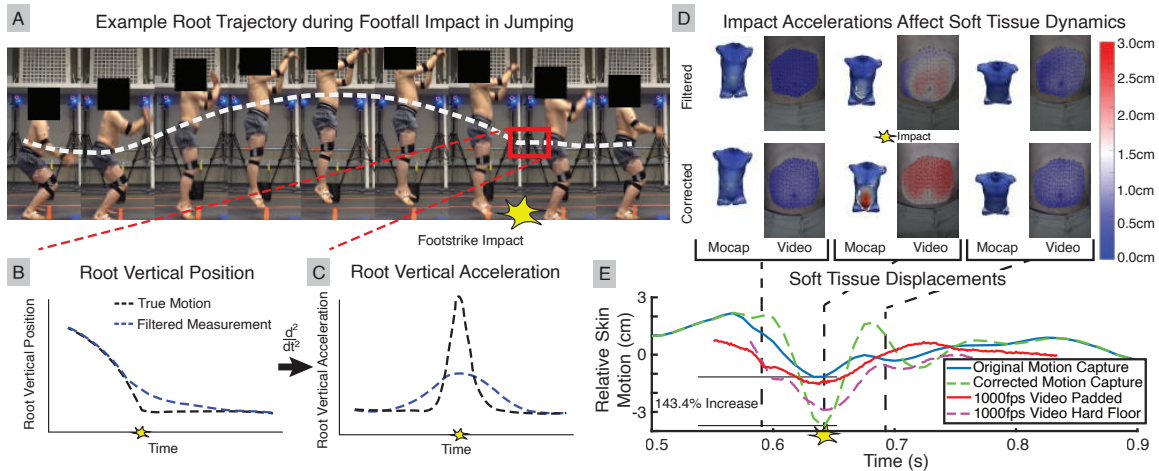 A
Example Root Trajectory during Footfall Impact in Jumping
Footstrike Impact
B
Root Vertical Position
Root Vertical Position
True Motion
Filtered Measurement
Time
d²
dt²
C
Root Vertical Acceleration
Root Vertical Acceleration
Time
D
Impact Accelerations Affect Soft Tissue Dynamics
Filtered
Impact
Corrected
Mocap Video Mocap Video Mocap Video
3.0cm
2.5cm
2.0cm
1.5cm
1.0cm
0.5cm
0.0cm
E
Soft Tissue Displacements
Relative Skin
Motion (cm)
3
0
-3
143.4% Increase
Original Motion Capture
Corrected Motion Capture
1000fps Video Padded
1000fps Video Hard Floor
0.5 0.6 0.7 0.8 0.9
Time (s)